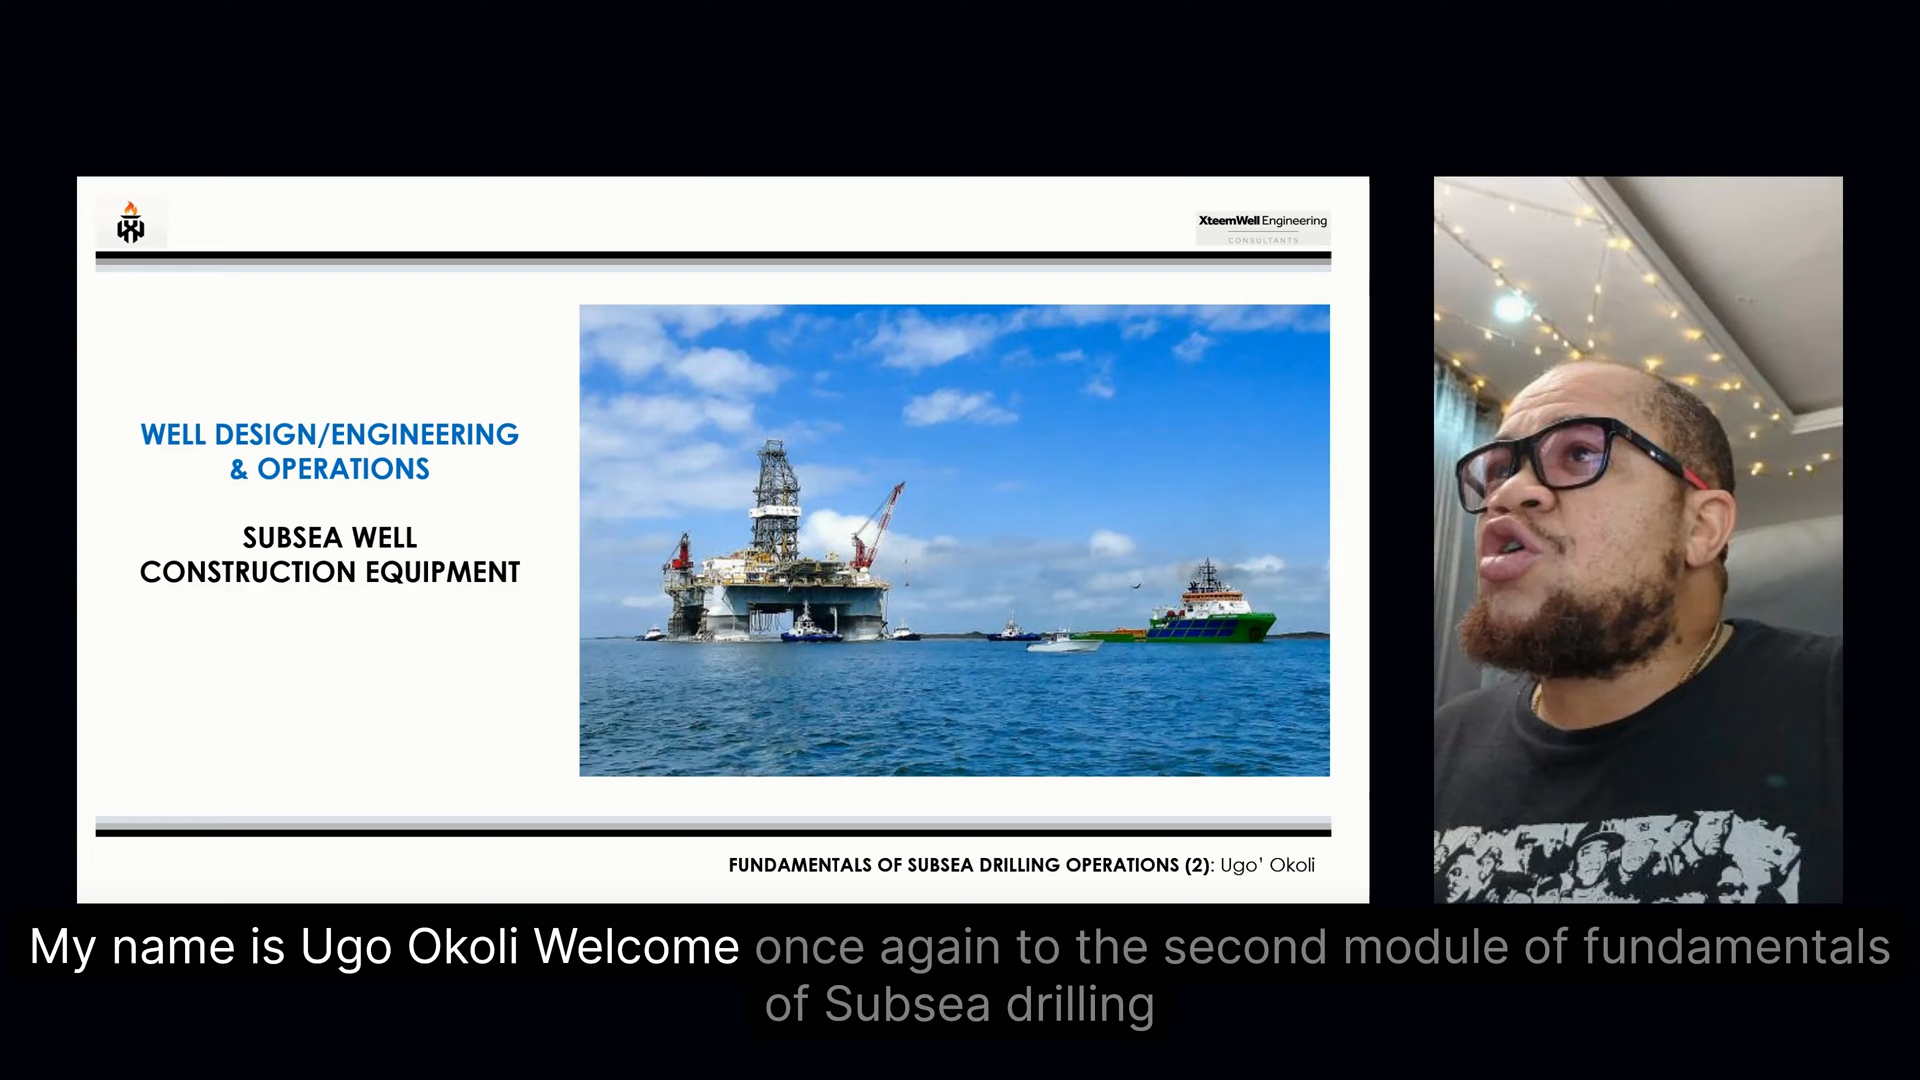 XteemWell Engineering
CONSULTANTS
WELL DESIGN/ENGINEERING
& OPERATIONS
SUBSEA WELL
CONSTRUCTION EQUIPMENT
FUNDAMENTALS OF SUBSEA DRILLING OPERATIONS (2): Ugo' Okoli
My name is Ugo Okoli Welcome once again to the second module of fundamentals
of Subsea drilling